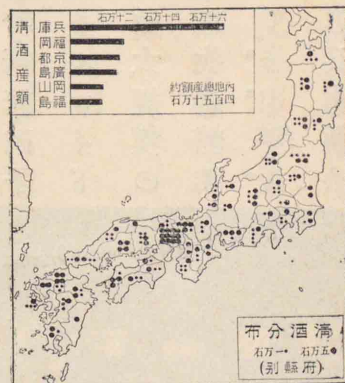 清酒産額
石万十二 石万十四 石万十六
庫兵
岡福
都京
島廣
山岡
島福
約額産總地內
石万十五百四
布分酒清
石万一• 石万五●
(別縣府)